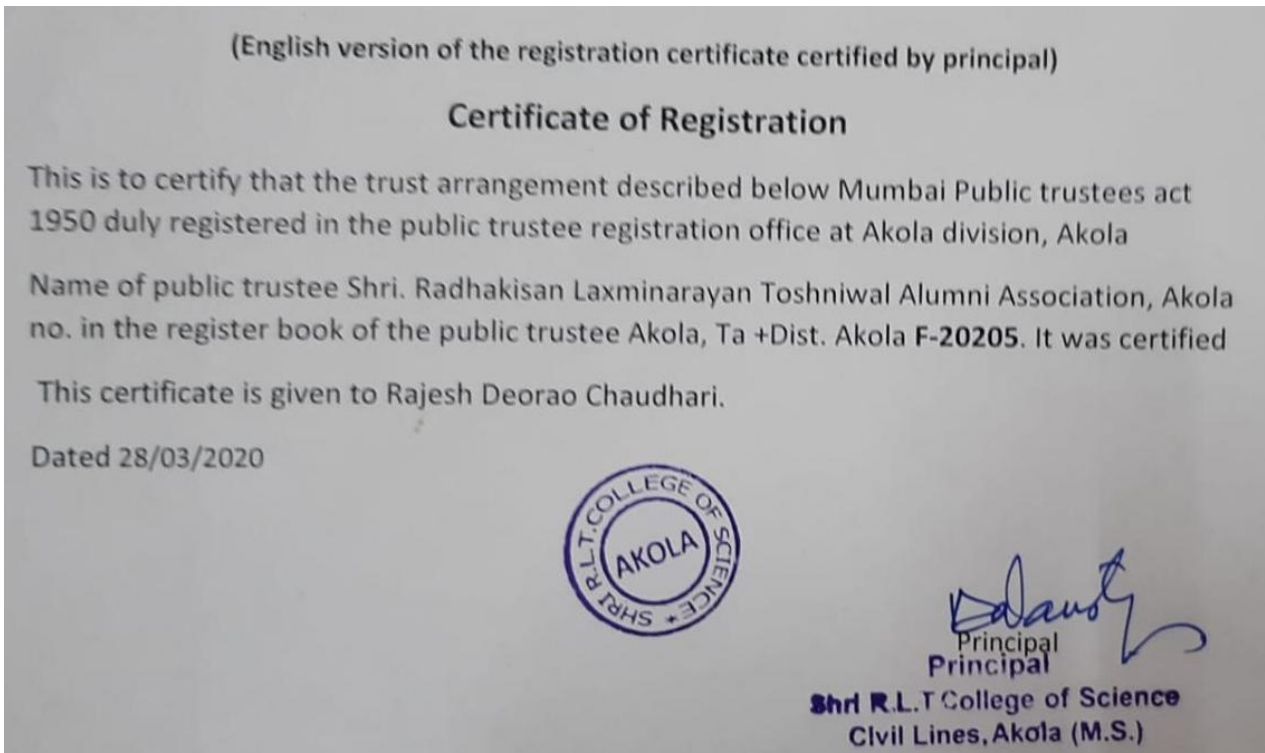 (English version of the registration certificate certified by principal)
Certificate of Registration
This is to certify that the trust arrangement described below Mumbai Public trustees act
1950 duly registered in the public trustee registration office at Akola division, Akola
Name of public trustee Shri. Radhakisan Laxminarayan Toshniwal Alumni Association, Akola
no. in the register book of the public trustee Akola, Ta +Dist. Akola F-20205. It was certified
This certificate is given to Rajesh Deorao Chaudhari.
Dated 28/03/2020
SHRI R.L.T. COLLEGE OF SCIENCE ★
AKOLA
Principal
Principal
Shri R.L.T College of Science
Civil Lines, Akola (M.S.)